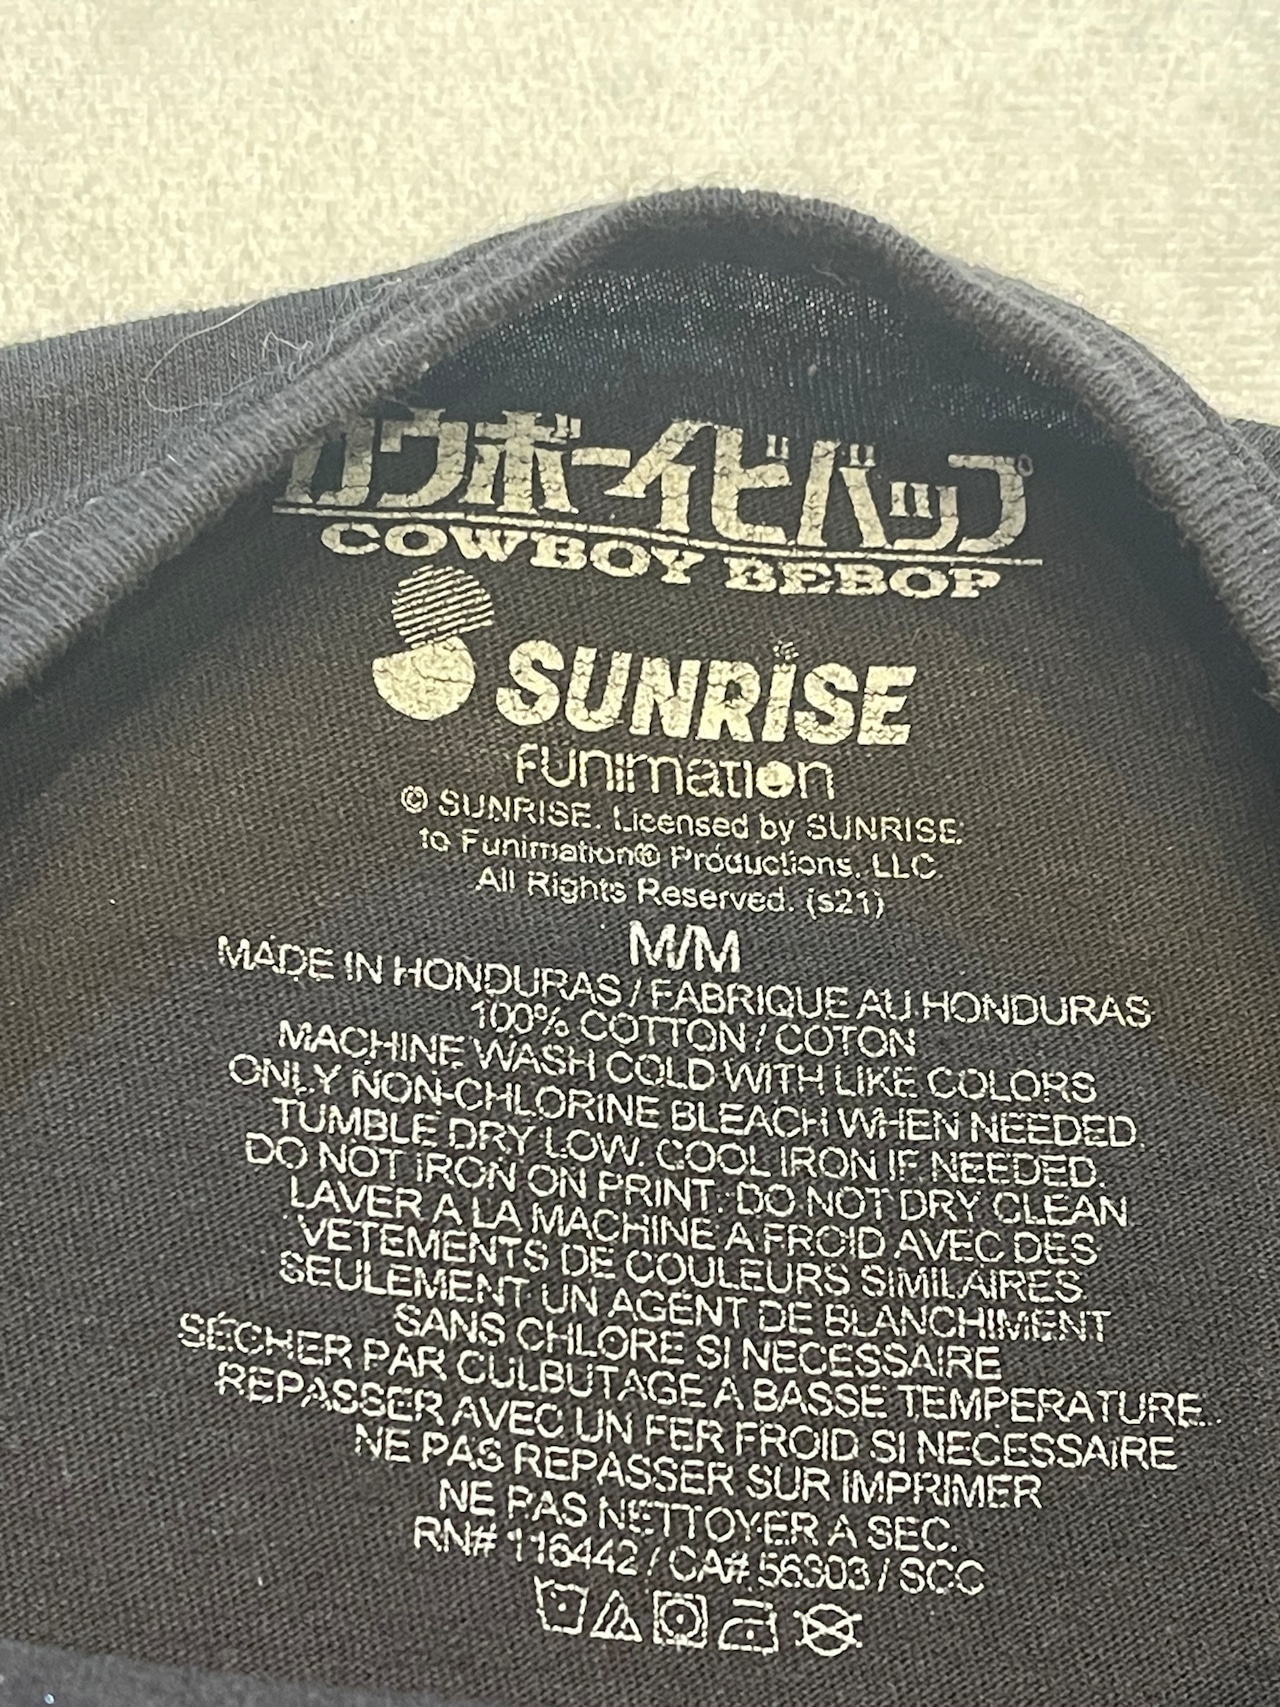 カウボーイビバップ
COWBOY BEBOP
SUNRISE
FUnimation
© SUNRISE. Licensed by SUNRISE.
to Funimation® Productions, LLC.
All Rights Reserved. (s21)
M/M
MADE IN HONDURAS / FABRIQUE AU HONDURAS
100% COTTON / COTON
MACHINE WASH COLD WITH LIKE COLORS
ONLY NON-CHLORINE BLEACH WHEN NEEDED.
TUMBLE DRY LOW. COOL IRON IF NEEDED.
DO NOT IRON ON PRINT. DO NOT DRY CLEAN
LAVER A LA MACHINE A FROID AVEC DES
VETEMENTS DE COULEURS SIMILAIRES.
SEULEMENT UN AGENT DE BLANCHIMENT
SANS CHLORE SI NECESSAIRE
SÉCHER PAR CULBUTAGE A BASSE TEMPERATURE.
REPASSER AVEC UN FER FROID SI NECESSAIRE
NE PAS REPASSER SUR IMPRIMER
NE PAS NETTOYER A SEC.
RN# 116442 / CA# 56303 / SCC